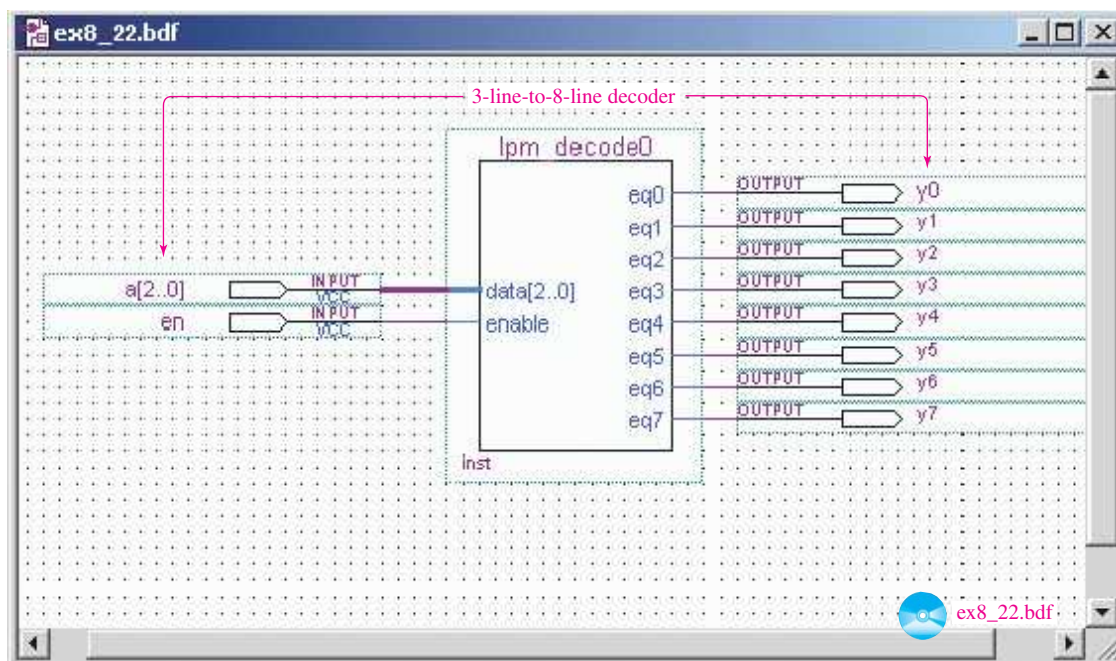 ex8_22.bdf
3-line-to-8-line decoder
lpm_decode0
eq0 OUTPUT y0
eq1 OUTPUT y1
eq2 OUTPUT y2
a[2..0] INPUT VCC data[2..0] eq3 OUTPUT y3
en INPUT VCC enable eq4 OUTPUT y4
eq5 OUTPUT y5
eq6 OUTPUT y6
eq7 OUTPUT y7
inst
ex8_22.bdf